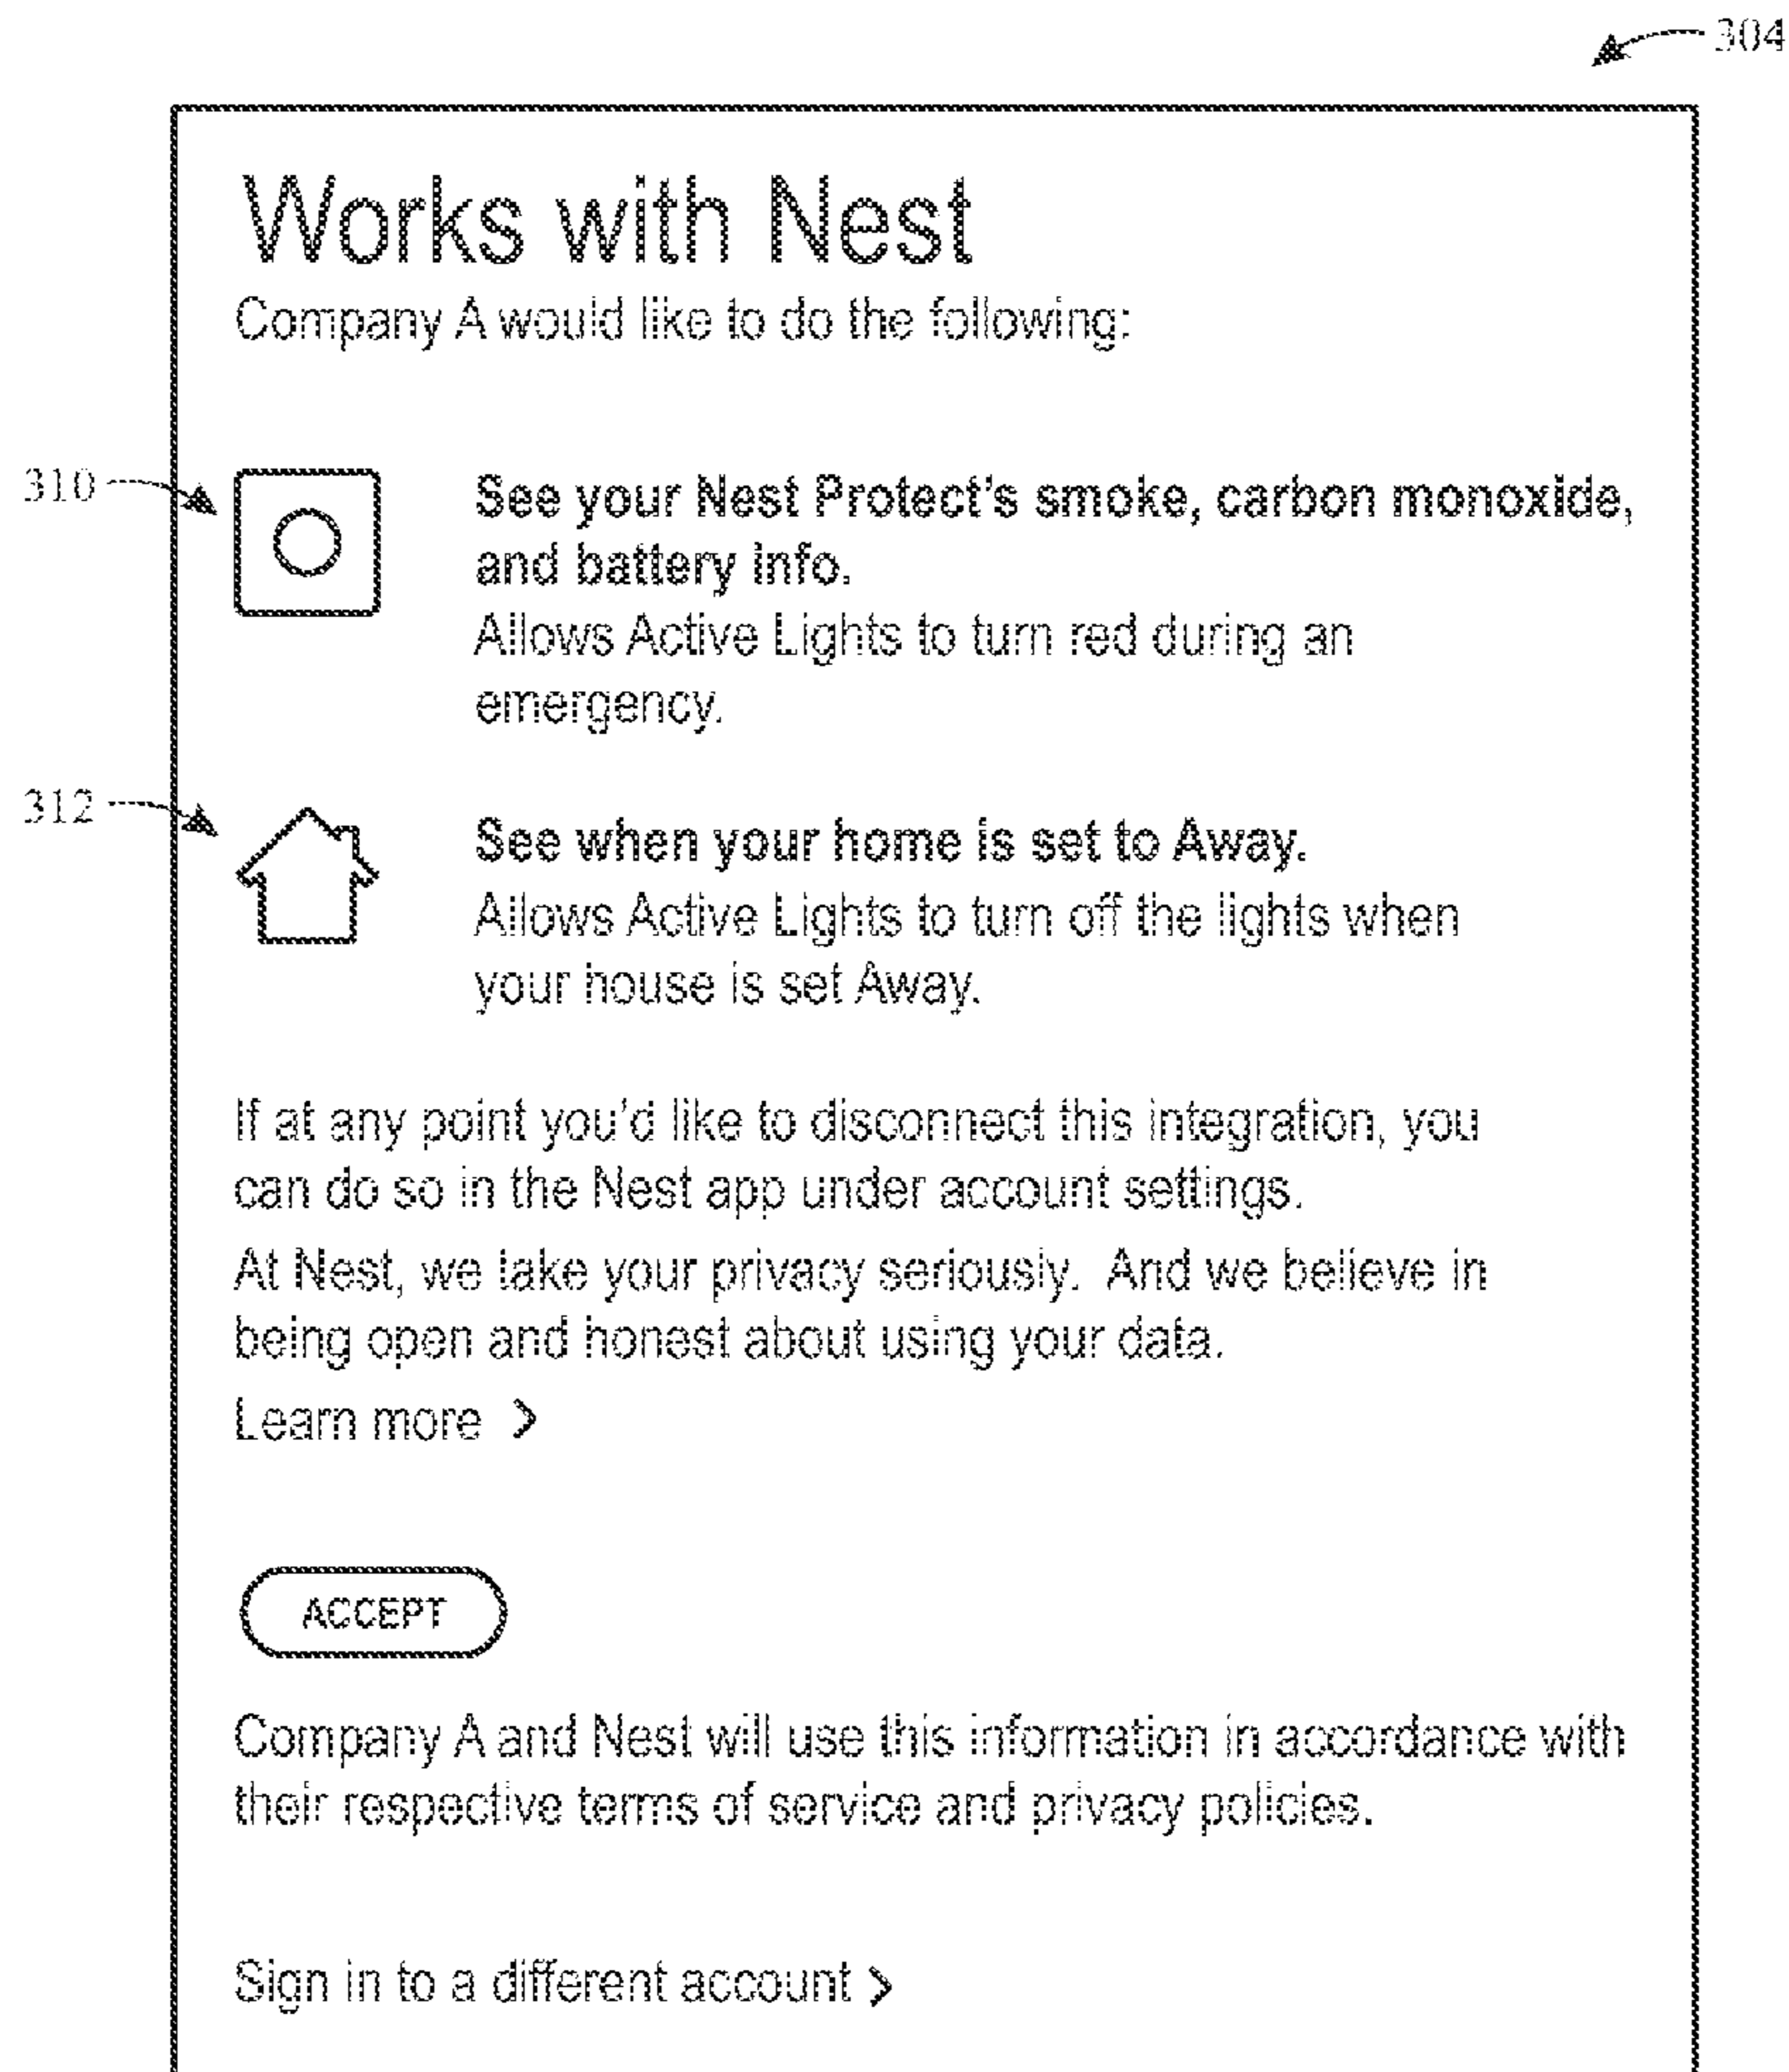 304
Works with Nest
Company A would like to do the following:
310
See your Nest Protect's smoke, carbon monoxide,
and battery info.
Allows Active Lights to turn red during an
emergency.
312
See when your home is set to Away.
Allows Active Lights to turn off the lights when
your house is set Away.
If at any point you'd like to disconnect this integration, you
can do so in the Nest app under account settings.
At Nest, we take your privacy seriously. And we believe in
being open and honest about using your data.
Learn more >
ACCEPT
Company A and Nest will use this information in accordance with
their respective terms of service and privacy policies.
Sign in to a different account >